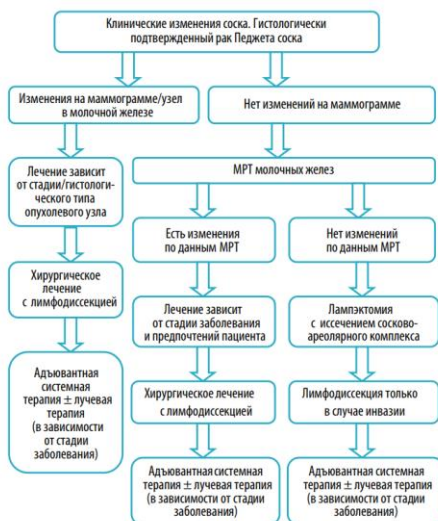 Клинические изменения соска. Гистологически
подтвержденный рак Педжета соска
Изменения на маммограмме/узел
в молочной железе
Нет изменений на маммограмме
Лечение зависит
от стадии/гистологи-
ческого типа
опухолевого узла
МРТ молочных желез
Есть изменения
по данным МРТ
Нет изменений
по данным МРТ
Хирургическое
лечение
с лимфодиссекцией
Лечение зависит
от стадии заболевания
и предпочтений пациента
Лампэктомия
с иссечением сосково-
ареолярного комплекса
Адъювантная
системная
терапия ± лучевая
терапия
(в зависимости
от стадии
заболевания)
Хирургическое лечение
с лимфодиссекцией
Лимфодиссекция только
в случае инвазии
Адъювантная системная
терапия ± лучевая терапия
(в зависимости от стадии
заболевания)
Адъювантная системная
терапия ± лучевая терапия
(в зависимости от стадии
заболевания)